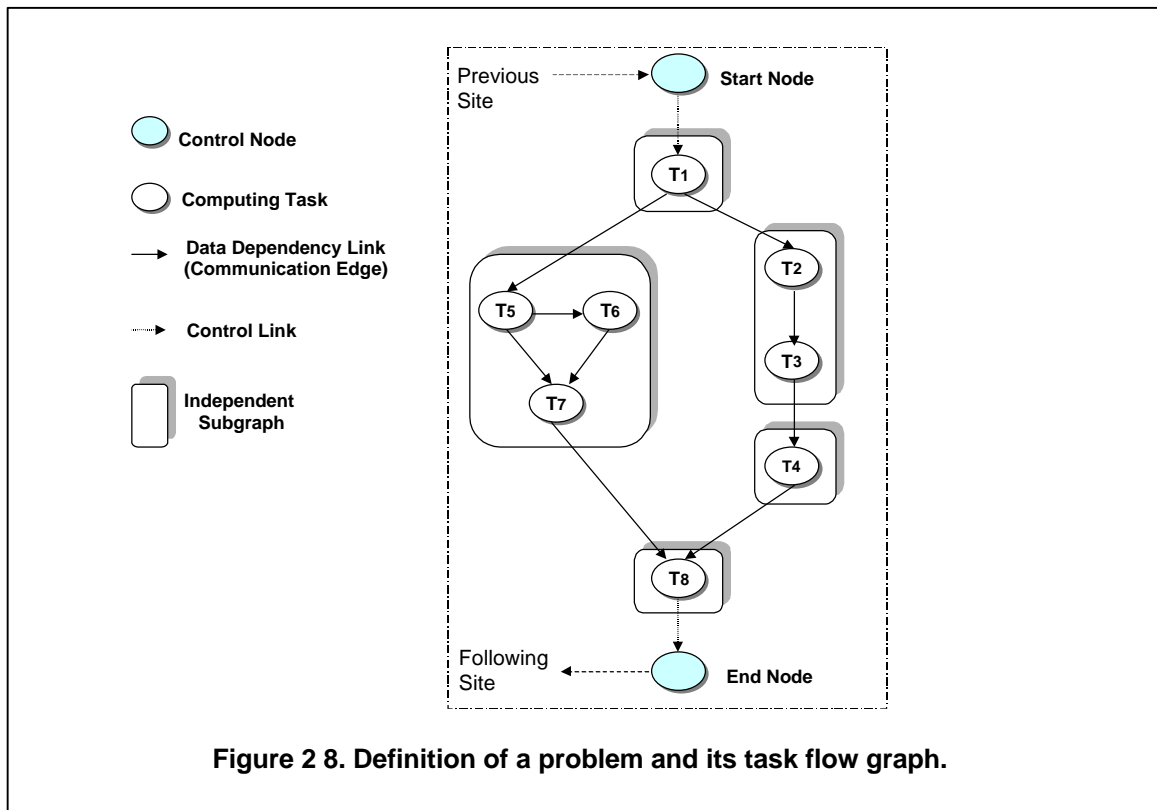 Previous
Site
Start Node
Control Node
T1
Computing Task
Data Dependency Link
(Communication Edge)
T2
T5
T6
Control Link
T3
T7
Independent
Subgraph
T4
T8
Following
Site
End Node
Figure 2 8. Definition of a problem and its task flow graph.